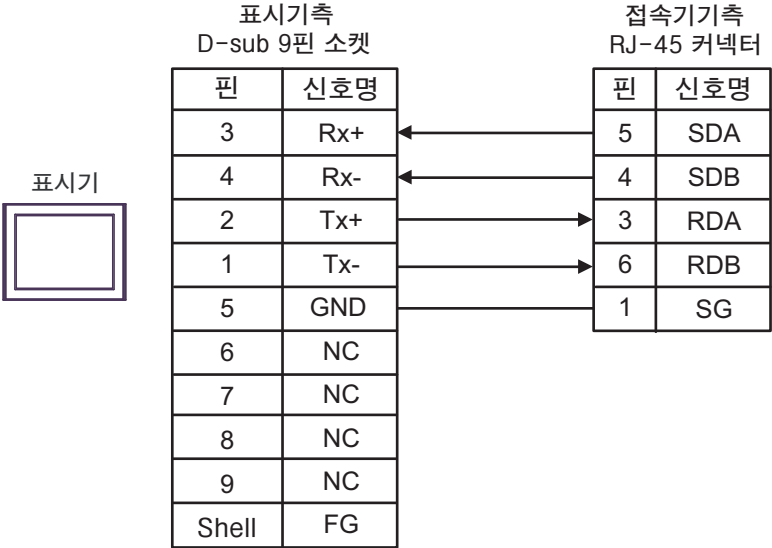 표시기측
D-sub 9핀 소켓
접속기기측
RJ-45 커넥터
표시기
핀 신호명 핀 신호명
3 Rx+ 5 SDA
4 Rx- 4 SDB
2 Tx+ 3 RDA
1 Tx- 6 RDB
5 GND 1 SG
6 NC
7 NC
8 NC
9 NC
Shell FG